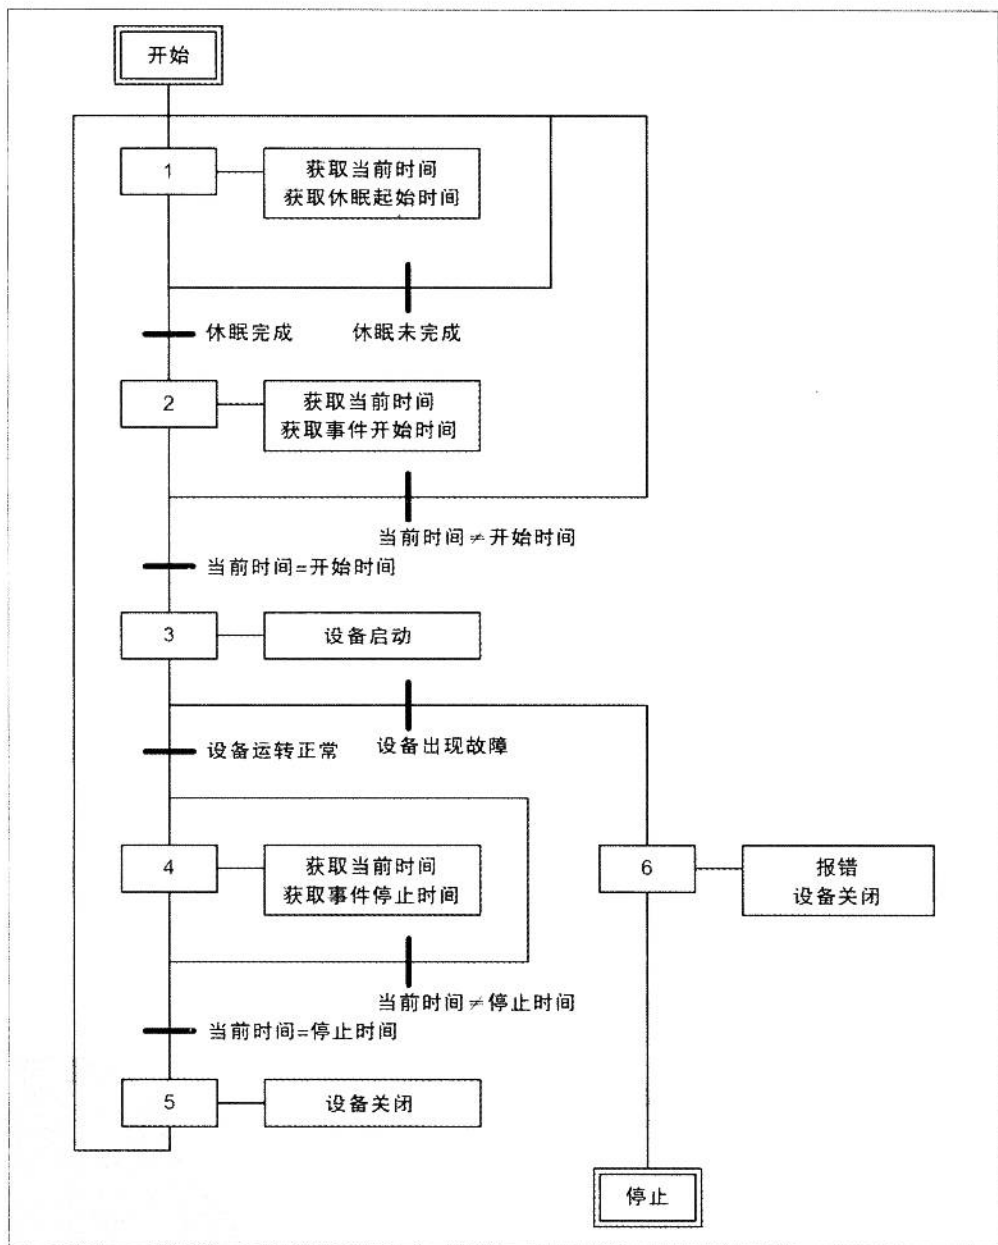 开始
1
获取当前时间
获取休眠起始时间
休眠完成
休眠未完成
2
获取当前时间
获取事件开始时间
当前时间≠开始时间
当前时间=开始时间
3
设备启动
设备运转正常
设备出现故障
4
获取当前时间
获取事件停止时间
6
报错
设备关闭
当前时间≠停止时间
当前时间=停止时间
5
设备关闭
停止